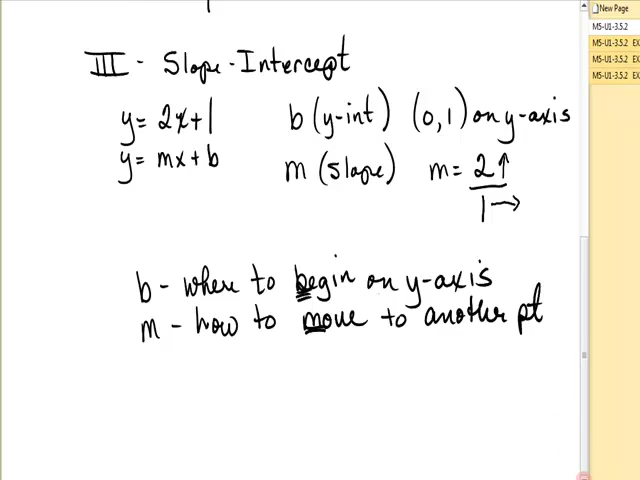 New Page
M5-U1-3.5.2
M5-U1-3.5.2 E
M5-U1-3.5.2 E
M5-U1-3.5.2 E
III - Slope-Intercept
y= 2x+1 b (y-int) (0,1) on y-axis
y= mx+b m (slope) m= 2↑
1→
b - where to begin on y-axis
m - how to move to another pt